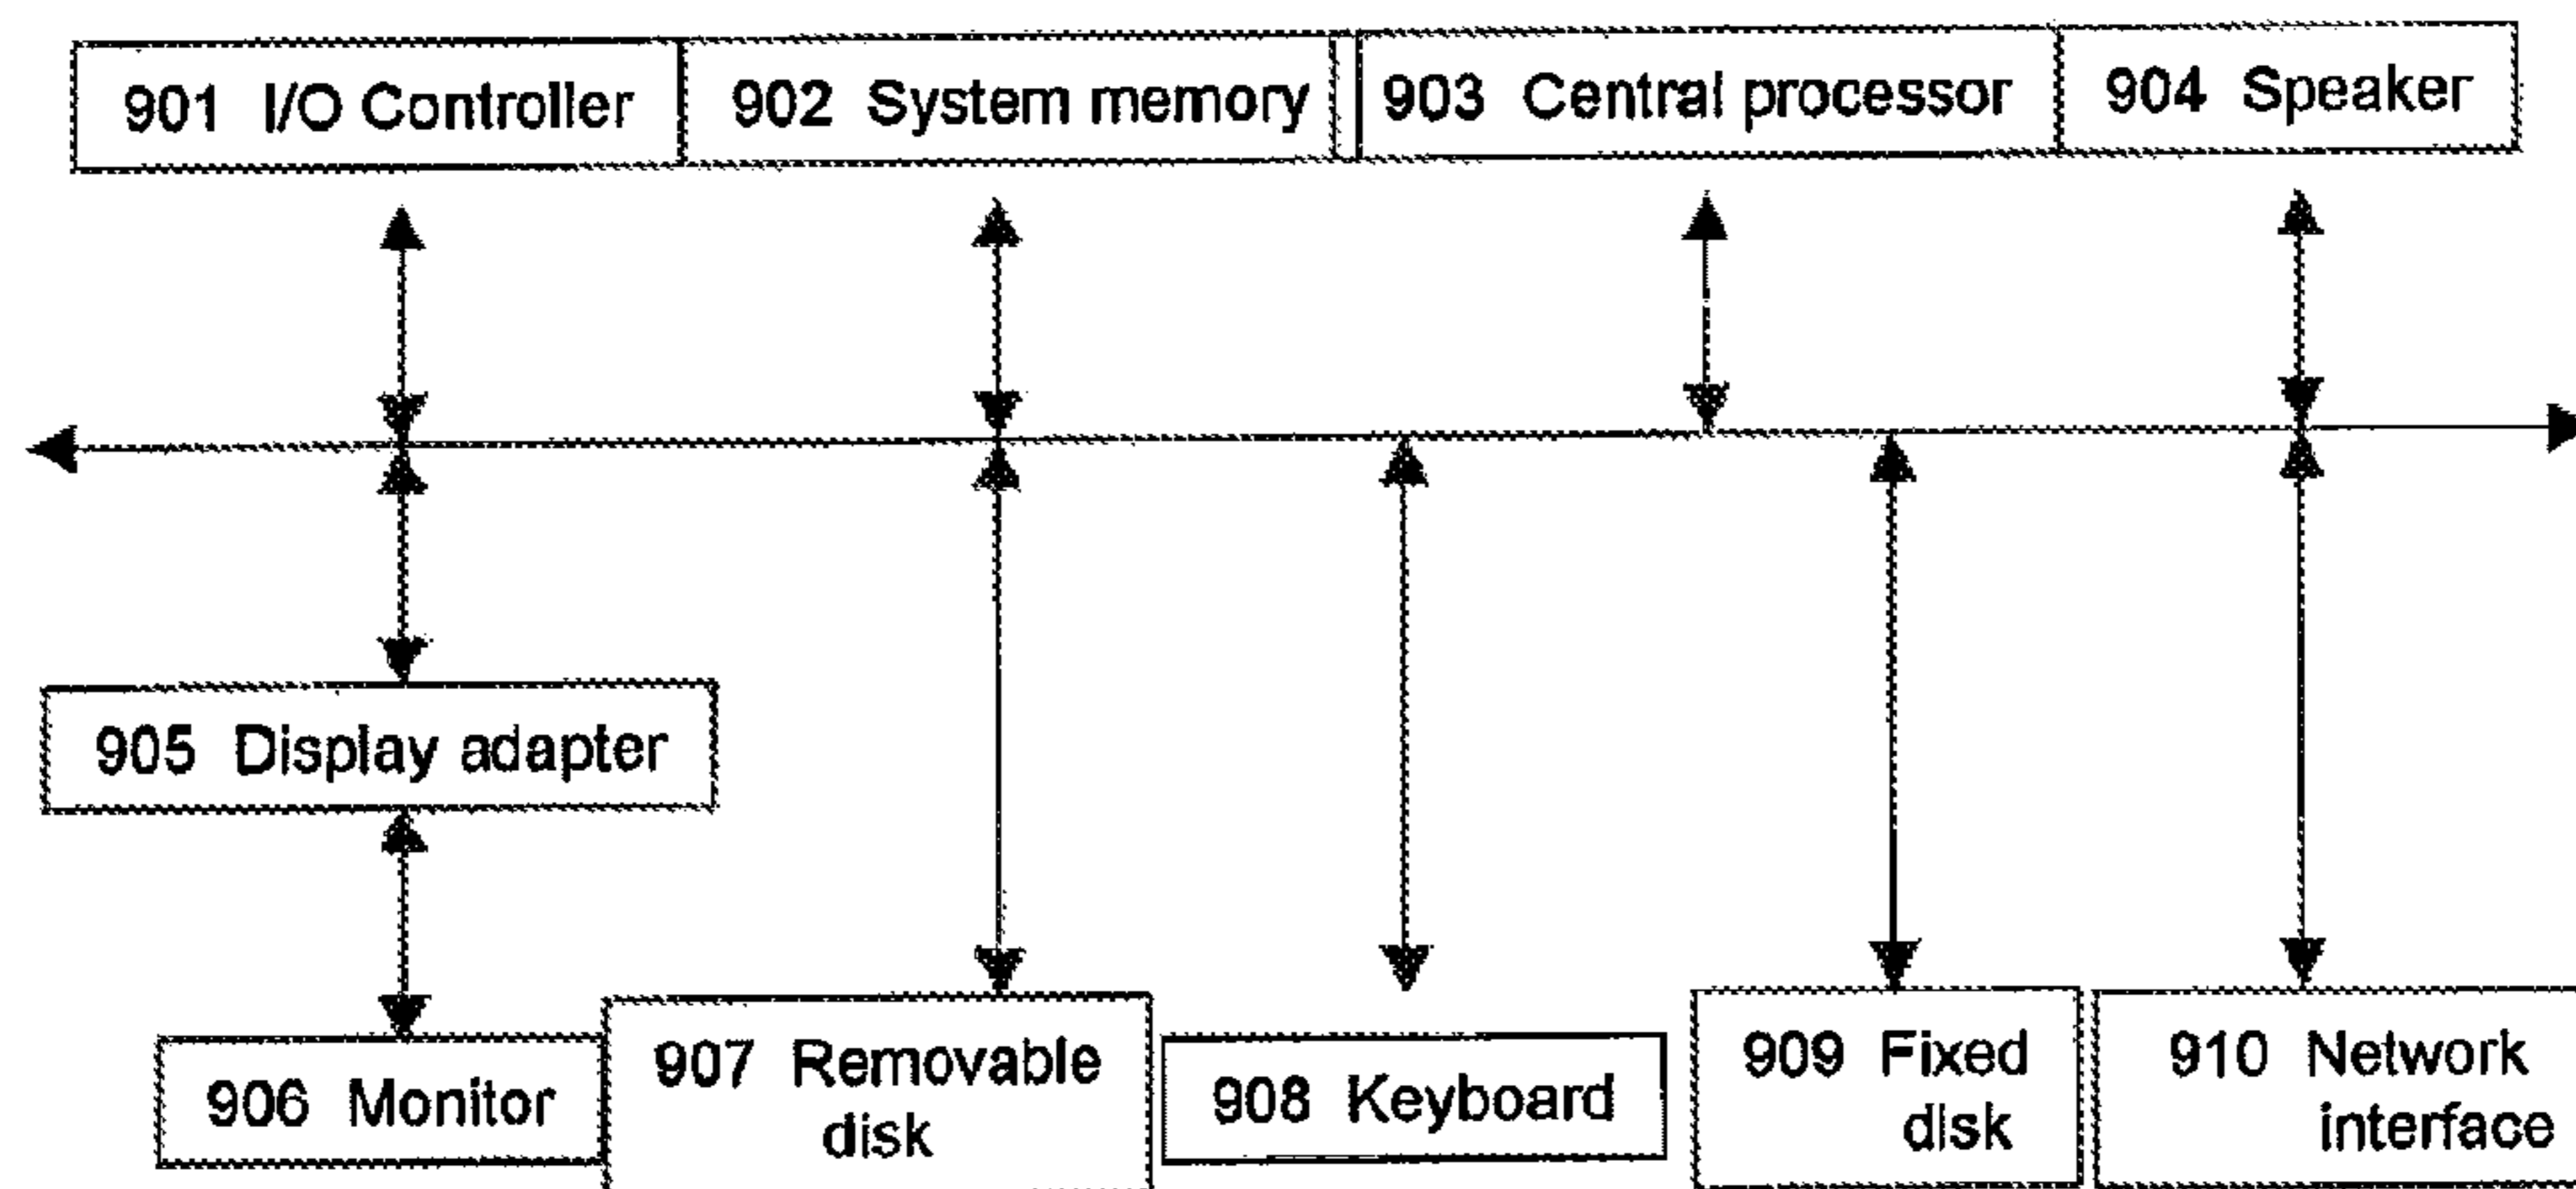 901 I/O Controller
902 System memory
903 Central processor
904 Speaker
905 Display adapter
906 Monitor
907 Removable
disk
908 Keyboard
909 Fixed
disk
910 Network
interface